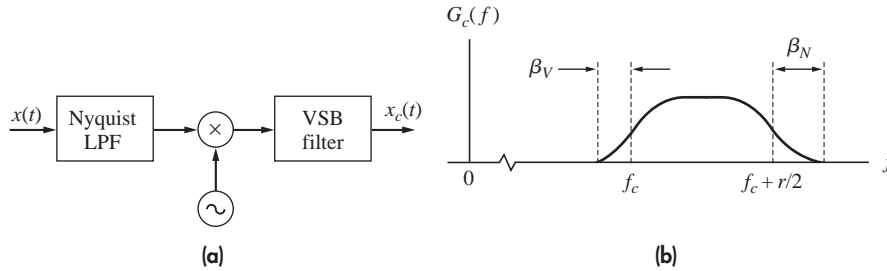 x(t)
Nyquist
LPF
×
VSB
filter
x_c(t)
(a)
G_c(f)
β_V
β_N
0
f_c
f_c + r/2
f
(b)